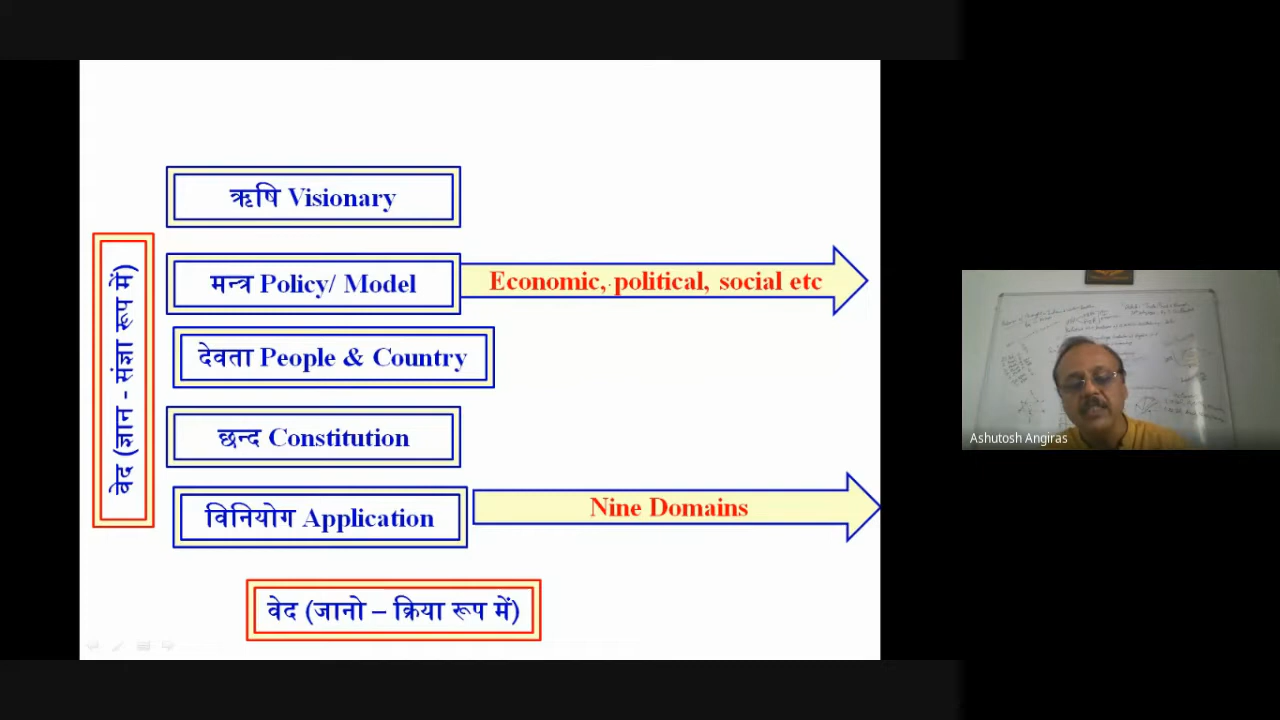 ऋषि Visionary
मन्त्र Policy/ Model
Economic, political, social etc
देवता People & Country
छन्द Constitution
विनियोग Application
Nine Domains
वेद (ज्ञान - संज्ञा रूप में)
वेद (जानो – क्रिया रूप में)
Ashutosh Angiras